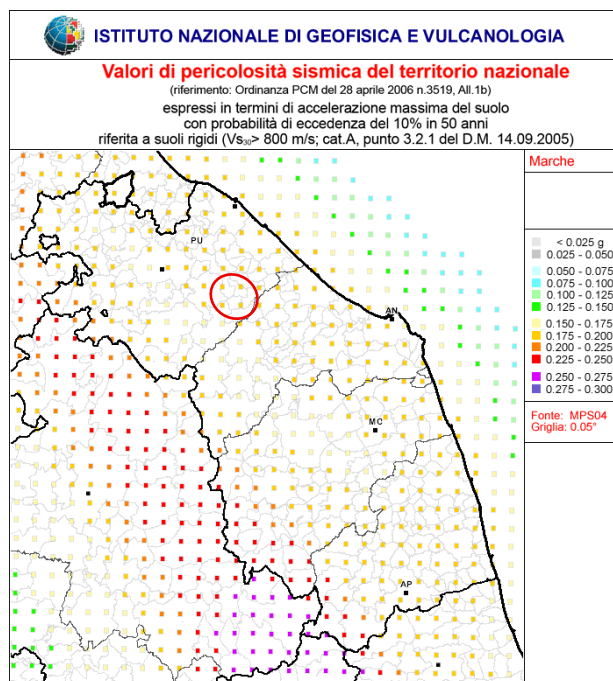 ISTITUTO NAZIONALE DI GEOFISICA E VULCANOLOGIA
Valori di pericolosità sismica del territorio nazionale
(riferimento: Ordinanza PCM del 28 aprile 2006 n.3519, All.1b)
espressi in termini di accelerazione massima del suolo
con probabilità di eccedenza del 10% in 50 anni
riferita a suoli rigidi (Vs30> 800 m/s; cat.A, punto 3.2.1 del D.M. 14.09.2005)
Marche
PU
AN
MC
AP
< 0.025 g
0.025 - 0.050
0.050 - 0.075
0.075 - 0.100
0.100 - 0.125
0.125 - 0.150
0.150 - 0.175
0.175 - 0.200
0.200 - 0.225
0.225 - 0.250
0.250 - 0.275
0.275 - 0.300
Fonte: MPS04
Griglia: 0.05°